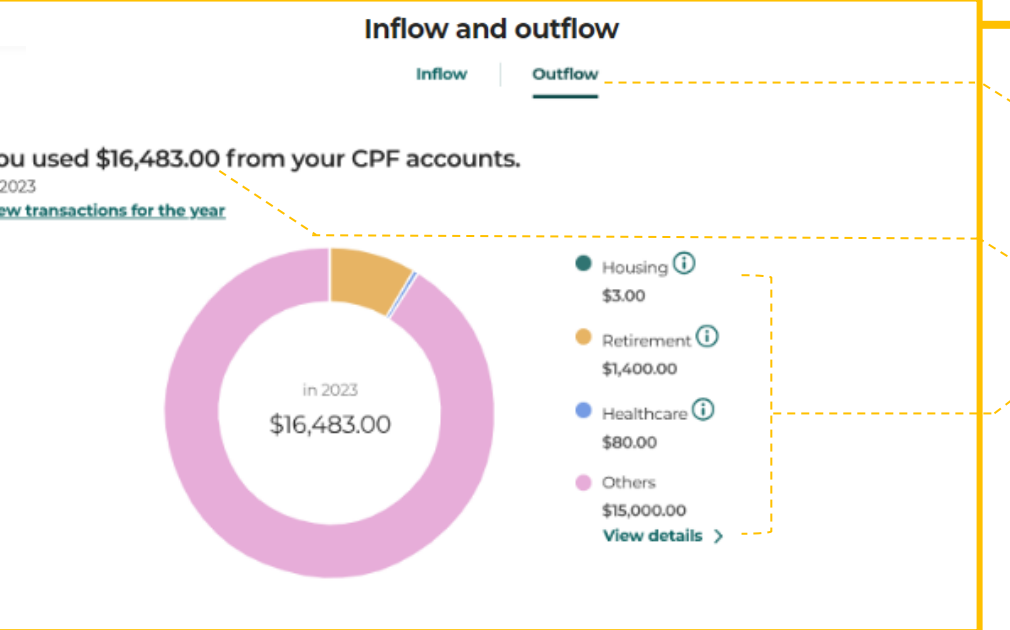 Inflow and outflow
Inflow
Outflow
ou used $16,483.00 from your CPF accounts.
2023
ew transactions for the year
in 2023
$16,483.00
Housing
$3.00
Retirement
$1,400.00
Healthcare
$80.00
Others
$15,000.00
View details